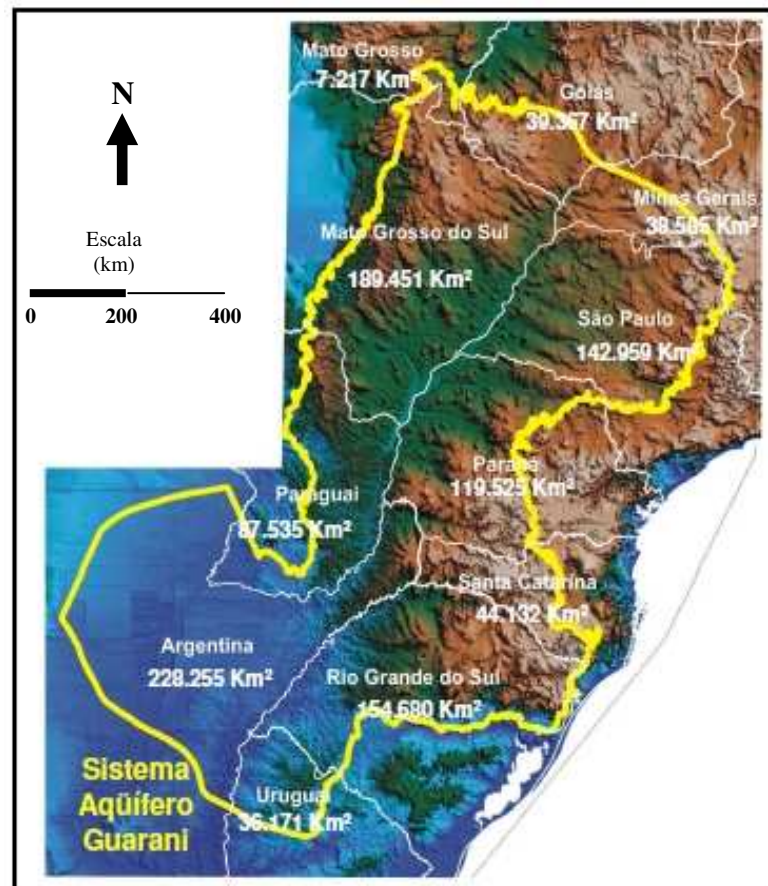 Mato Grosso
7.217 Km²
Goiás
39.367 Km²
N
Minas Gerais
38.585 Km²
Escala
(km)
0 200 400
Mato Grosso do Sul
189.451 Km²
São Paulo
142.959 Km²
Paraná
119.525 Km²
Paraguai
87.535 Km²
Santa Catarina
44.132 Km²
Argentina
228.255 Km²
Rio Grande do Sul
154.680 Km²
Sistema
Aqüífero
Guarani
Uruguai
36.171 Km²